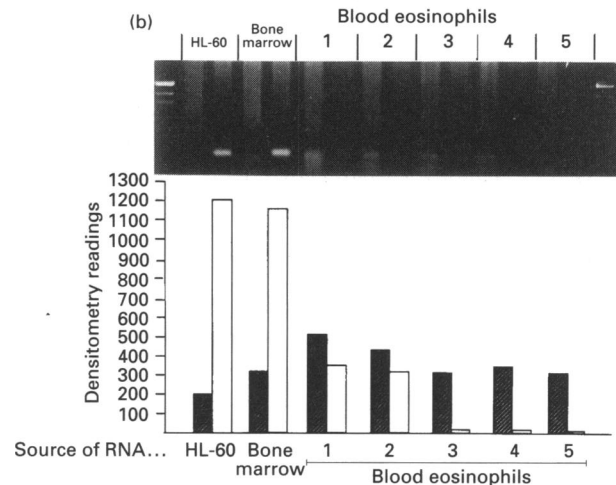 (b)
Blood eosinophils
HL-60 Bone marrow 1 2 3 4 5
1300
1200
1100
1000
900
800
700
600
500
400
300
200
100
Densitometry readings
Source of RNA... HL-60 Bone marrow 1 2 3 4 5
Blood eosinophils